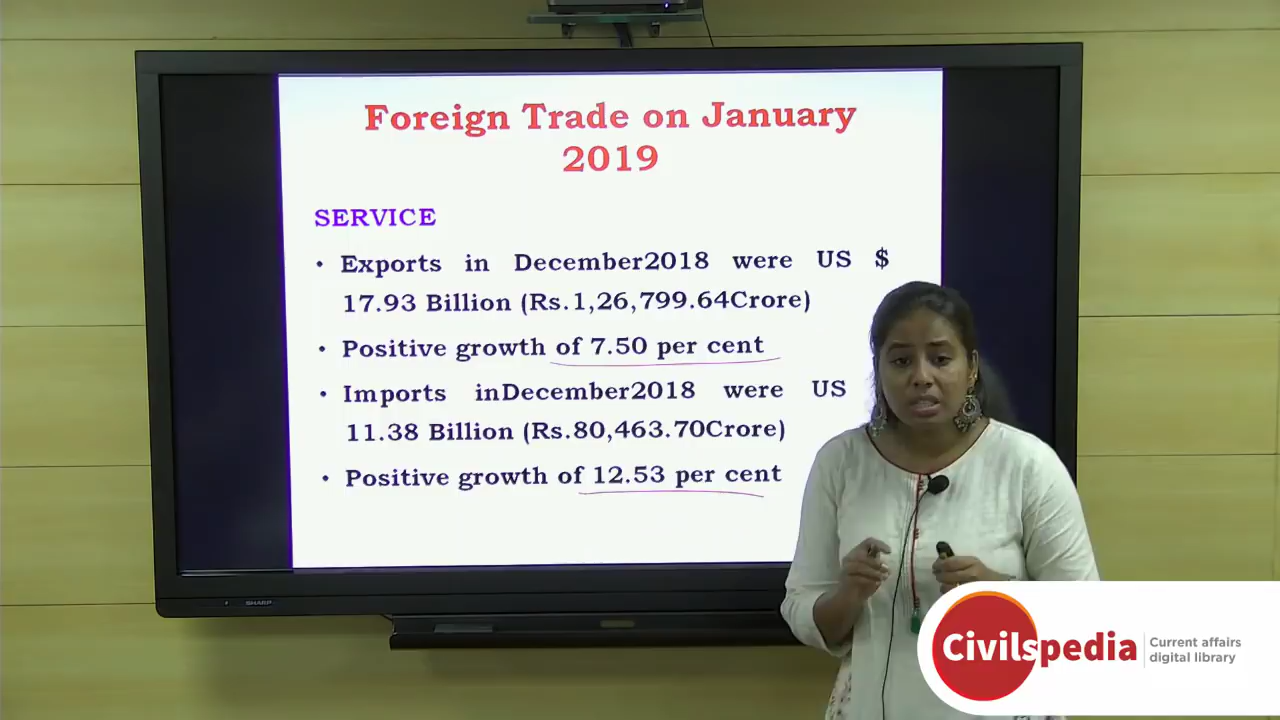 Foreign Trade on January
2019
SERVICE
• Exports in December2018 were US $
17.93 Billion (Rs.1,26,799.64Crore)
• Positive growth of 7.50 per cent
• Imports inDecember2018 were US
11.38 Billion (Rs.80,463.70Crore)
• Positive growth of 12.53 per cent
SHARP
Civilspedia
Current affairs
digital library